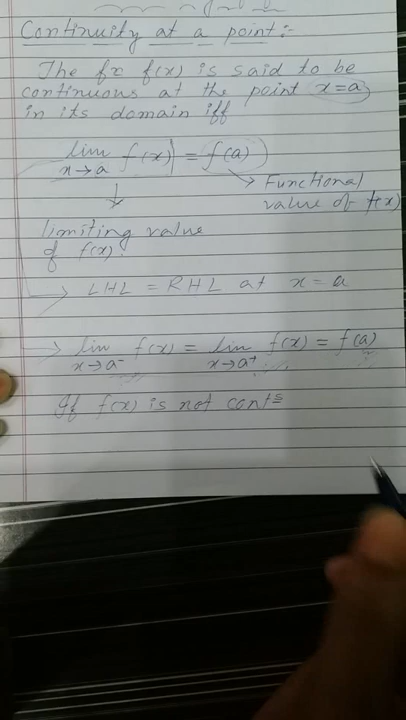 Continuity at a point:-
The fx f(x) is said to be
continuous at the point x=a
in its domain iff
lim x→a f(x) = f(a)
→ Functional
value of f(x)
↓
limiting value
of f(x)
→ LHL = RHL at x = a
→ lim x→a⁻ f(x) = lim x→a⁺ f(x) = f(a)
If f(x) is not contˢ